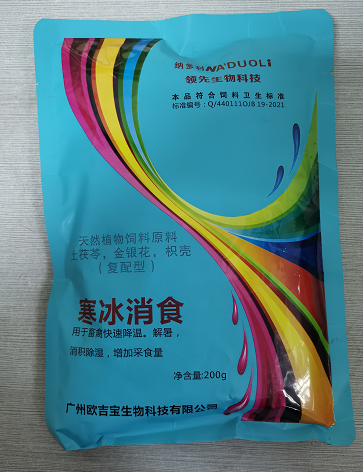 纳多利NA'DUOLi
领先生物科技
本品符合饲料卫生标准
标准编号：Q/440111OJB 19-2021
天然植物饲料原料
土茯苓，金银花，枳壳
（复配型）
寒冰消食
用于畜禽快速降温。解暑，
消积除湿，增加采食量
净含量:200g
广州欧吉宝生物科技有限公司